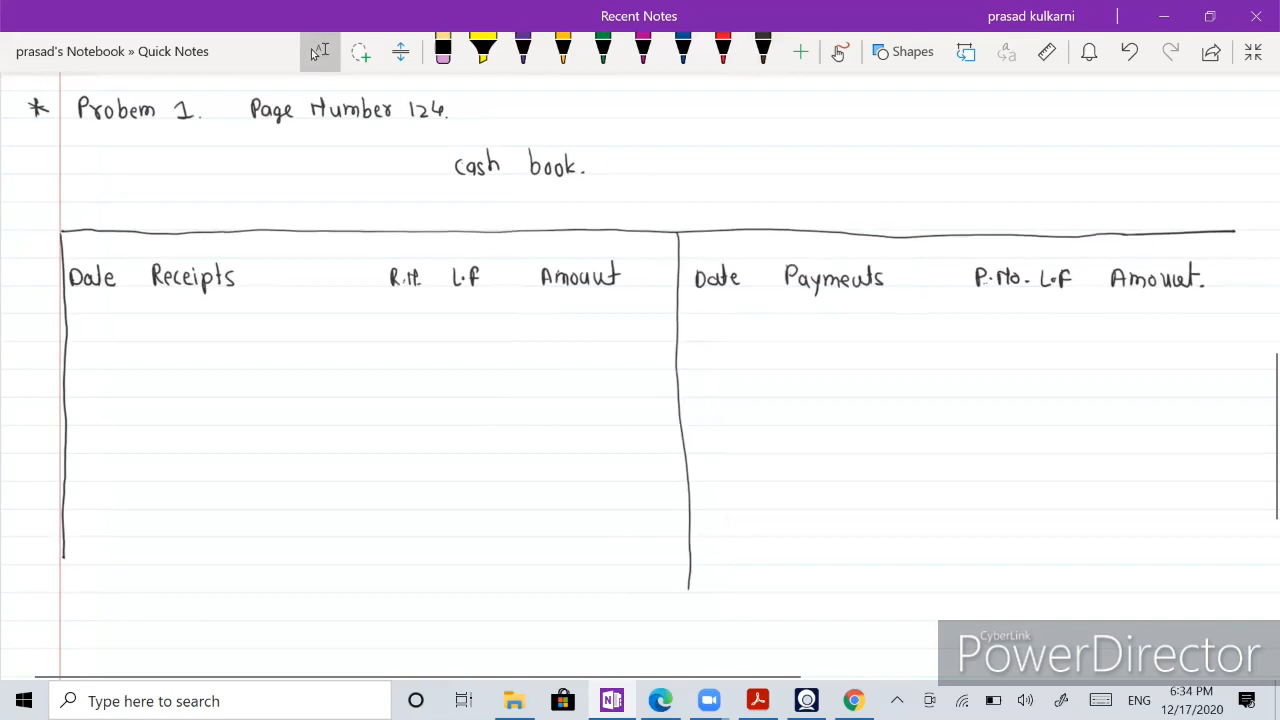 Recent Notes
prasad kulkarni
prasad's Notebook » Quick Notes
Shapes
* Probem 1. Page Number 124.
cash book.
Date Receipts R.N. L.F Amount Date Payments P.No. L.F Amount.
CyberLink
PowerDirector
Type here to search
ENG
6:34 PM
12/17/2020